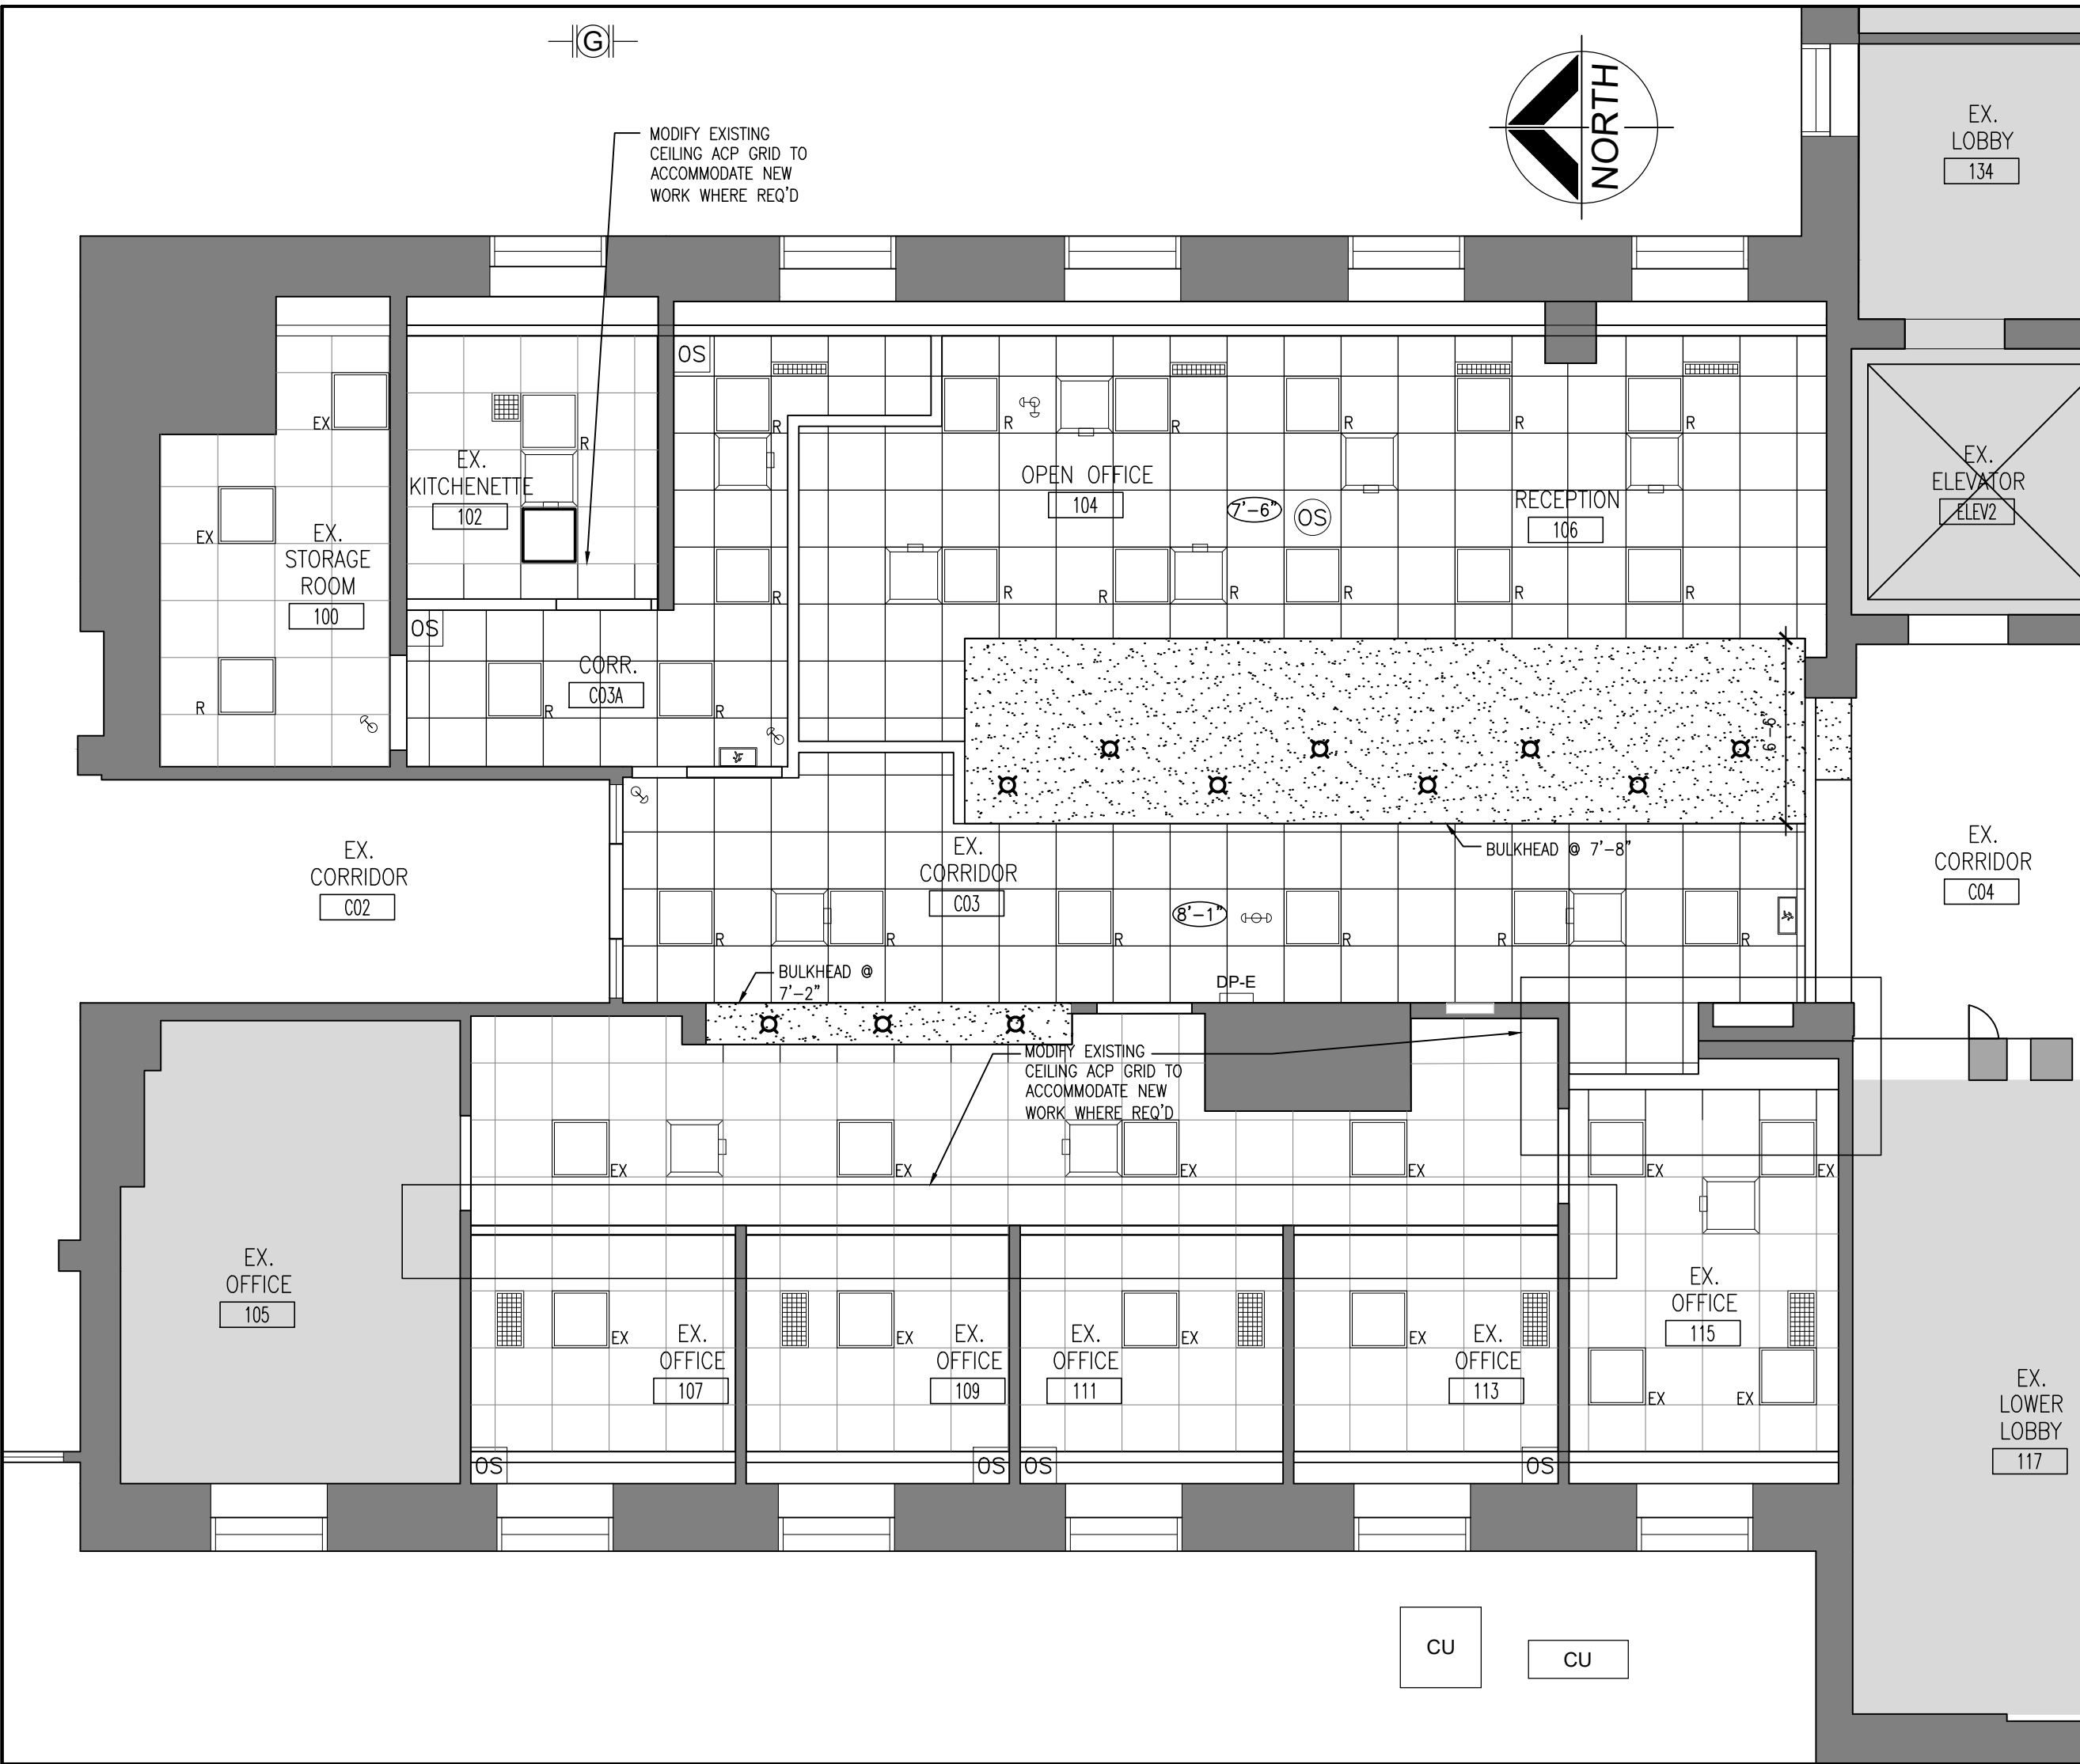 G
NORTH
MODIFY EXISTING
CEILING ACP GRID TO
ACCOMMODATE NEW
WORK WHERE REQ'D
EX.
LOBBY
134
OS
EX
R
R
R
R
R
R
R
EX.
KITCHENETTE
102
OPEN OFFICE
104
7'-6"
OS
RECEPTION
106
EX.
ELEVATOR
ELEV2
EX
EX.
STORAGE
ROOM
100
R
R
R
R
R
R
R
OS
CORR.
C03A
R
R
R
9'-9"
EX.
CORRIDOR
C02
EX.
CORRIDOR
C03
BULKHEAD @ 7'-8"
EX.
CORRIDOR
C04
8'-1"
R
R
R
R
R
R
BULKHEAD @
7'-2"
DP-E
MODIFY EXISTING
CEILING ACP GRID TO
ACCOMMODATE NEW
WORK WHERE REQ'D
EX
EX
EX
EX
EX
EX
EX.
OFFICE
105
EX
EX.
OFFICE
107
EX
EX.
OFFICE
109
EX.
OFFICE
111
EX
EX
EX.
OFFICE
113
EX.
OFFICE
115
EX
EX
EX.
LOWER
LOBBY
117
OS
OS
OS
OS
CU
CU